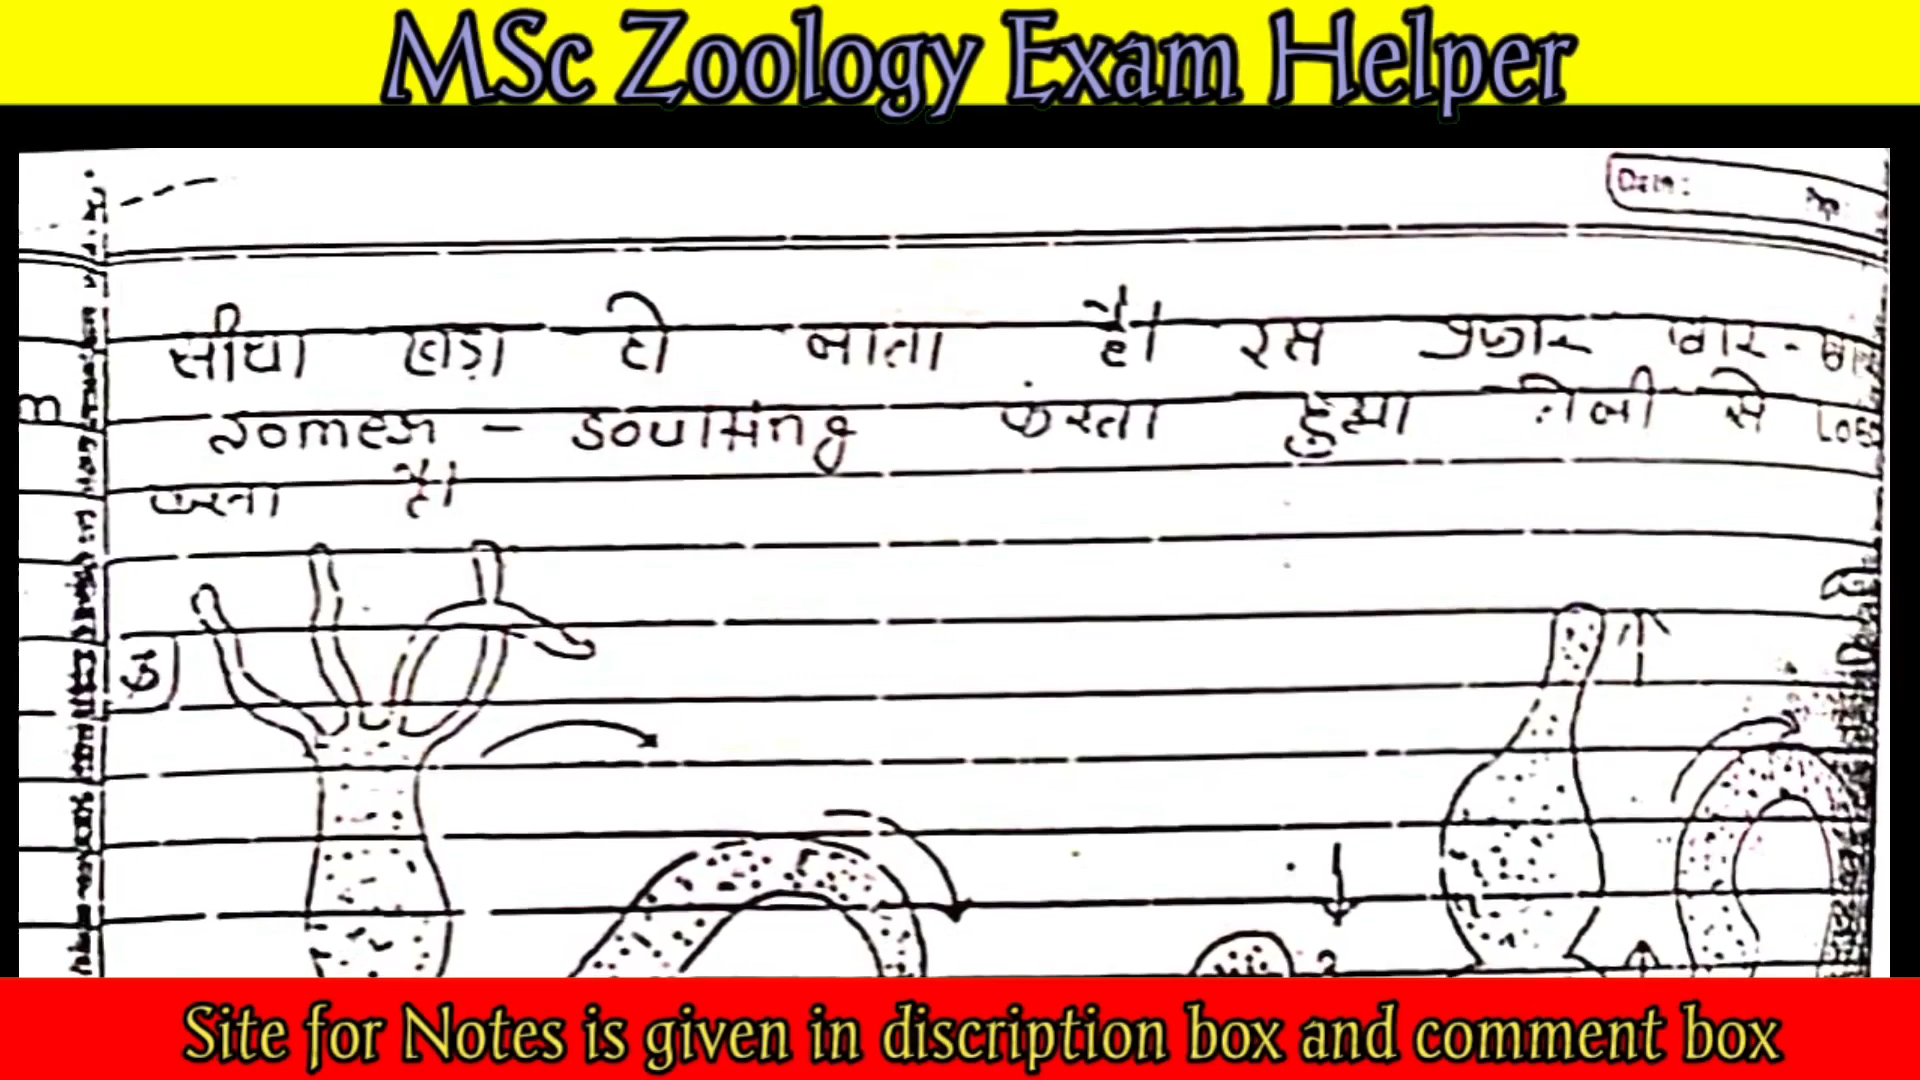 MSc Zoology Exam Helper
Date:
सीधा खड़ा हो जाता है। इस प्रकार बार-बार
करता हुआ तेजी से
करता है।
Site for Notes is given in discription box and comment box